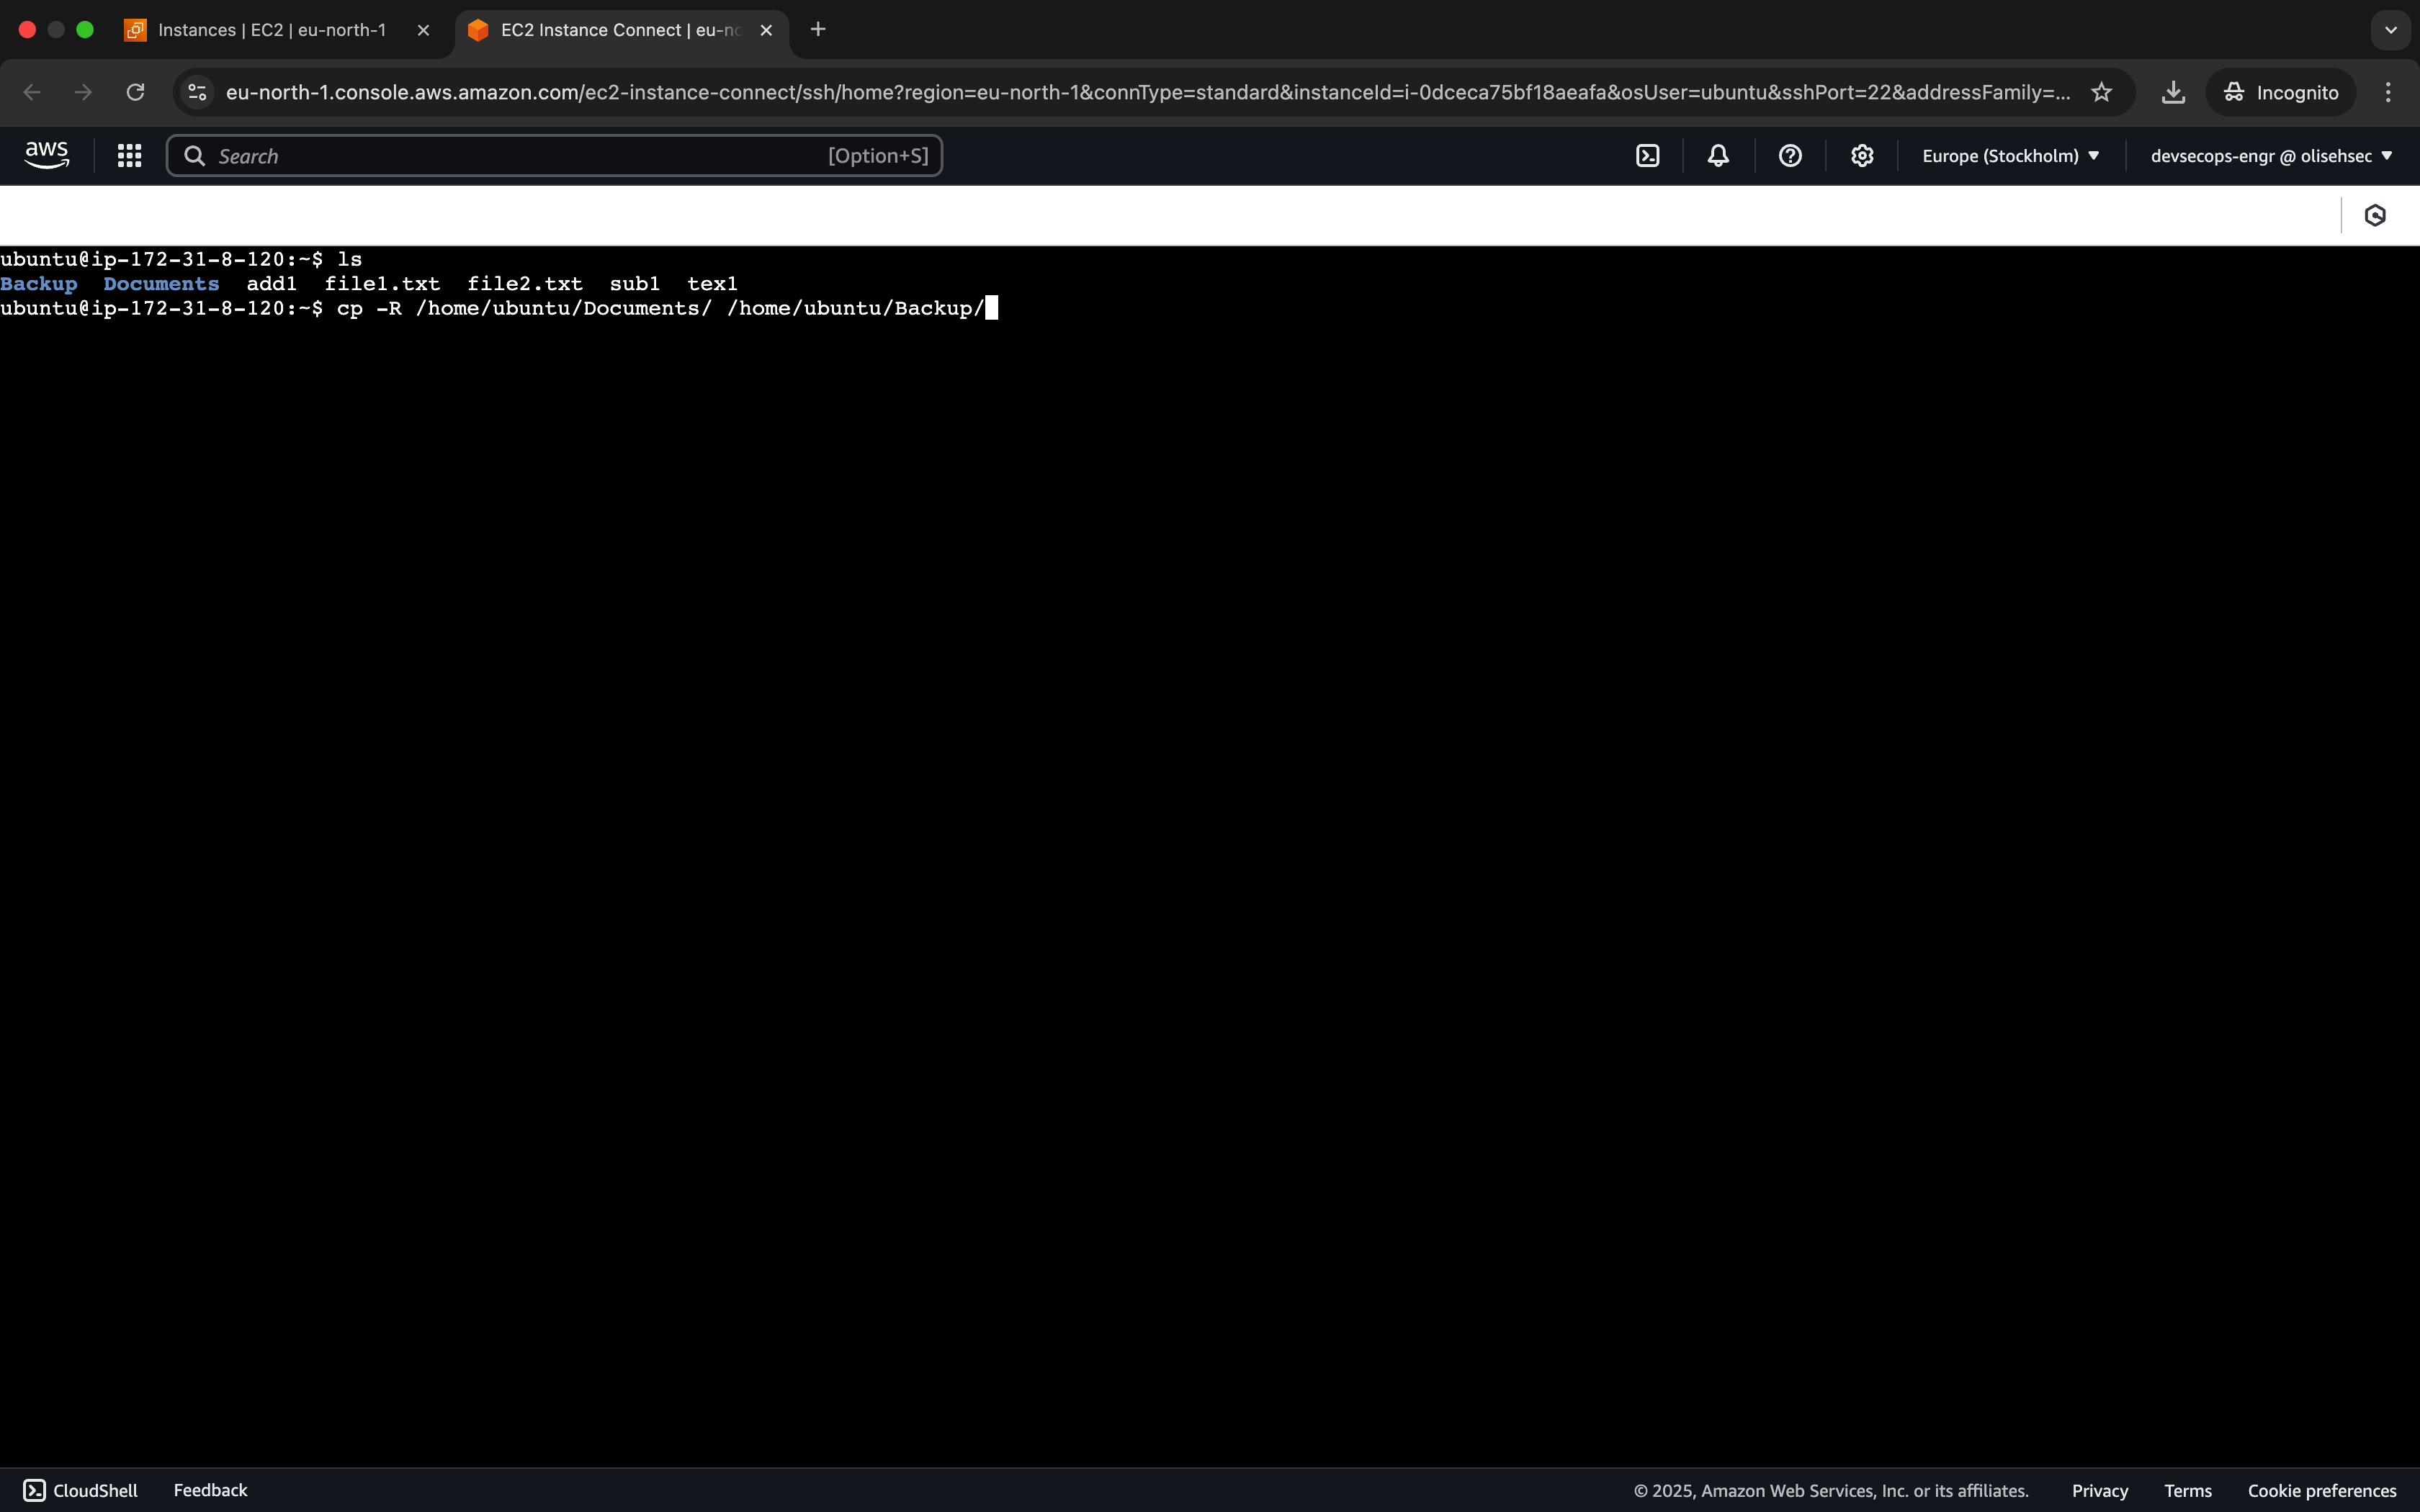 Instances | EC2 | eu-north-1
EC2 Instance Connect | eu-no
eu-north-1.console.aws.amazon.com/ec2-instance-connect/ssh/home?region=eu-north-1&connType=standard&instanceId=i-0dceca75bf18aeafa&osUser=ubuntu&sshPort=22&addressFamily=...
Incognito
aws
Search
[Option+S]
Europe (Stockholm)
devsecops-engr @ olisehsec
ubuntu@ip-172-31-8-120:~$ ls
Backup Documents add1 file1.txt file2.txt sub1 tex1
ubuntu@ip-172-31-8-120:~$ cp -R /home/ubuntu/Documents/ /home/ubuntu/Backup/
CloudShell
Feedback
© 2025, Amazon Web Services, Inc. or its affiliates.
Privacy
Terms
Cookie preferences